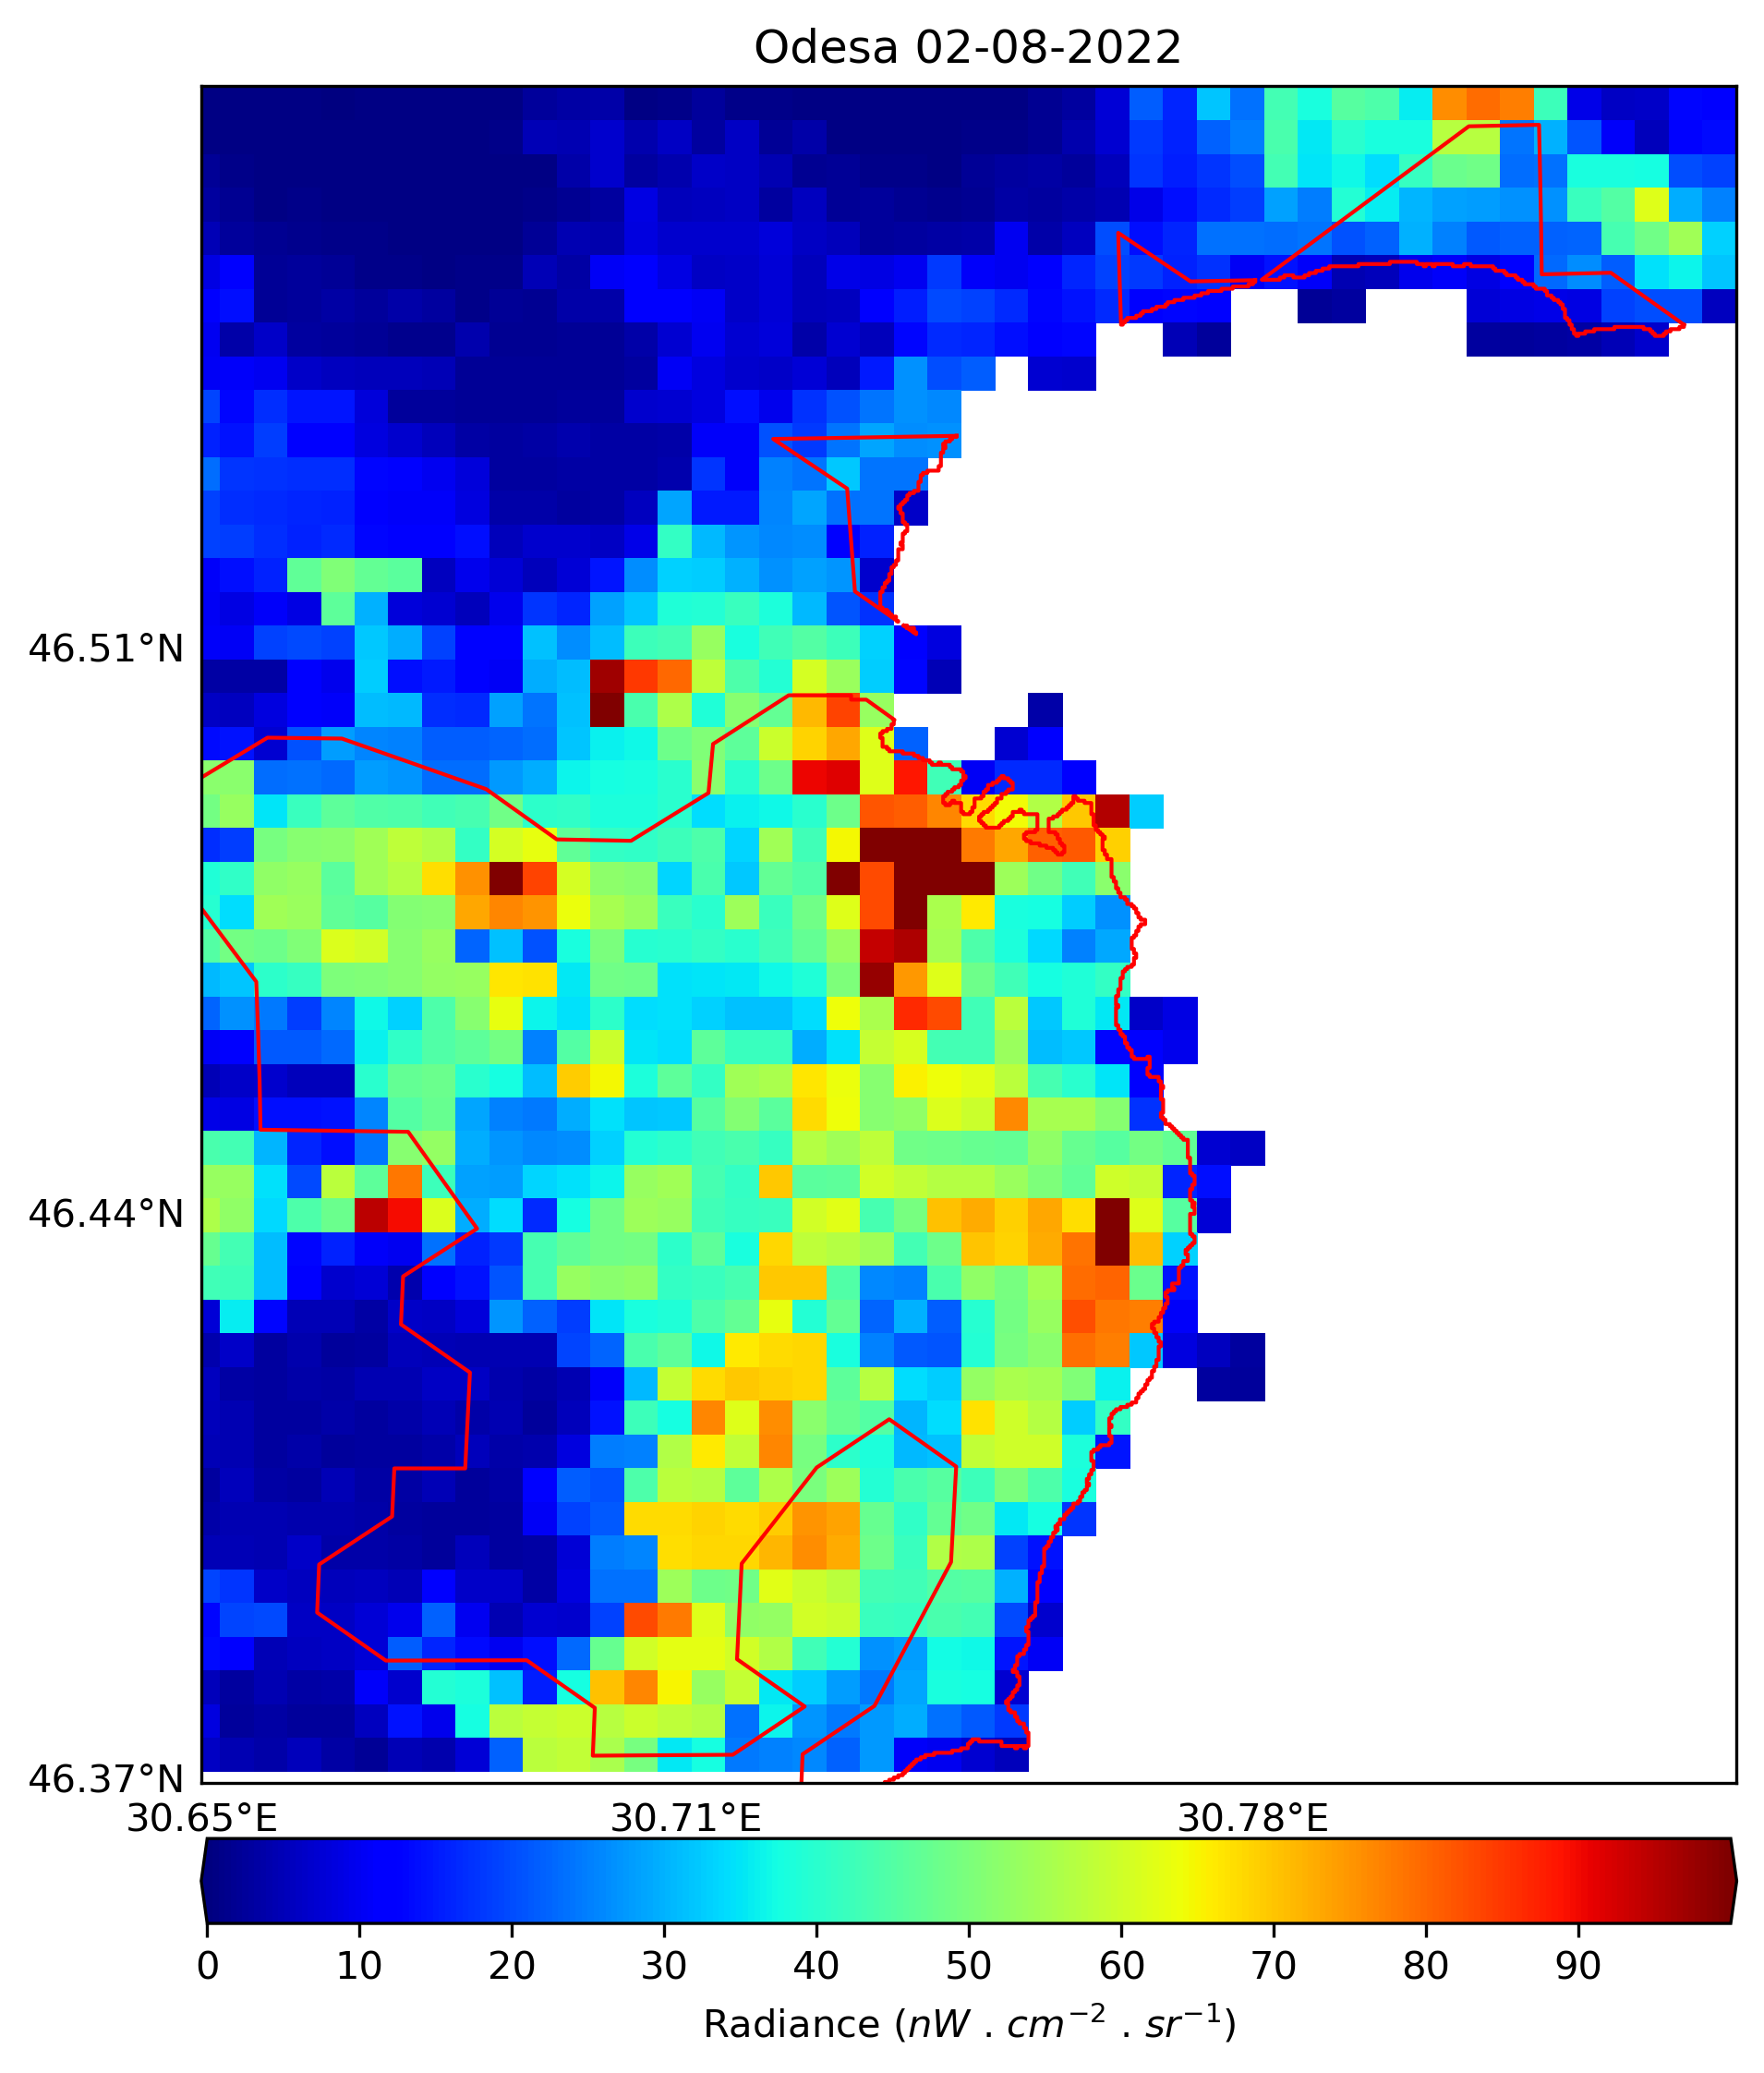 Odesa 02-08-2022
46.51°N
46.44°N
46.37°N
30.65°E 30.71°E 30.78°E
0 10 20 30 40 50 60 70 80 90
Radiance (nW . cm⁻² . sr⁻¹)